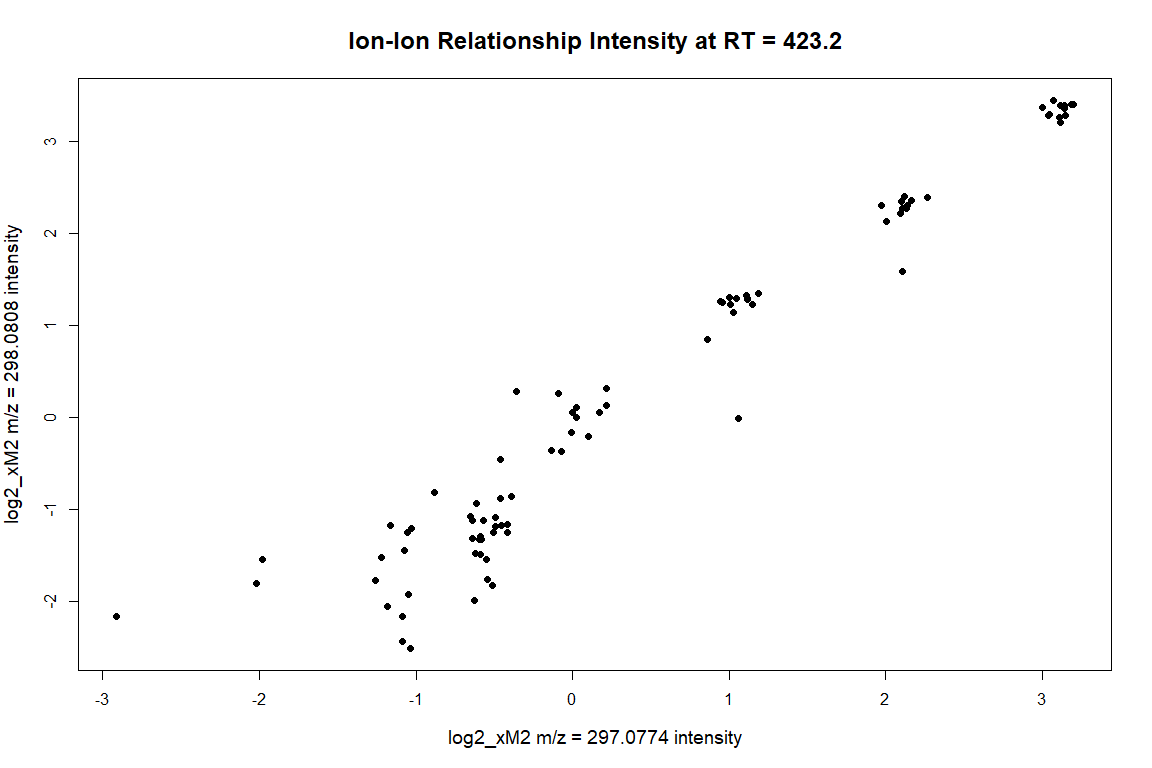 Ion-Ion Relationship Intensity at RT = 423.2
log2_xM2 m/z = 298.0808 intensity
3
2
1
0
-1
-2
-3 -2 -1 0 1 2 3
log2_xM2 m/z = 297.0774 intensity